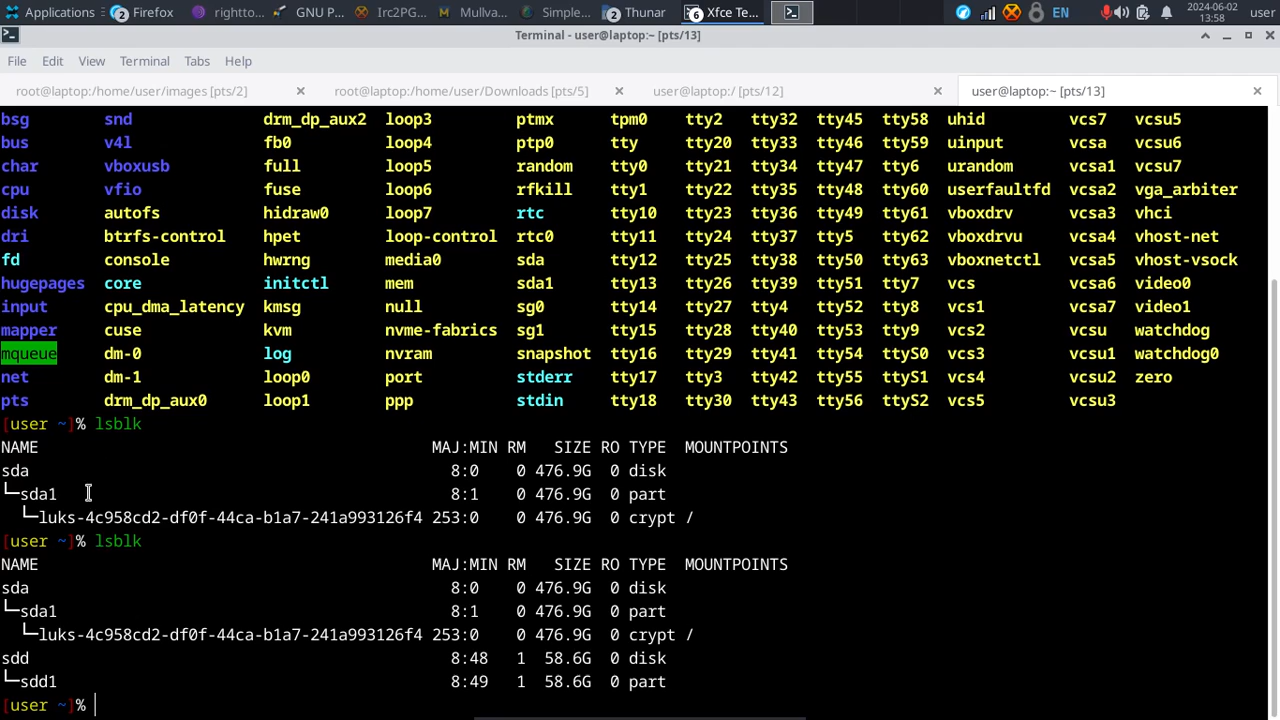 Applications 2 Firefox rightto... GNU P... Irc2PG... Mullva... Simple... 2 Thunar 6 Xfce Te... EN 2024-06-02 13:58 user
Terminal - user@laptop:~ [pts/13]
File Edit View Terminal Tabs Help
root@laptop:/home/user/images [pts/2] root@laptop:/home/user/Downloads [pts/5] user@laptop:/ [pts/12] user@laptop:~ [pts/13]
bsg snd drm_dp_aux2 loop3 ptmx tpm0 tty2 tty32 tty45 tty58 uhid vcs7 vcsu5
bus v4l fb0 loop4 ptp0 tty tty20 tty33 tty46 tty59 uinput vcsa vcsu6
char vboxusb full loop5 random tty0 tty21 tty34 tty47 tty6 urandom vcsa1 vcsu7
cpu vfio fuse loop6 rfkill tty1 tty22 tty35 tty48 tty60 userfaultfd vcsa2 vga_arbiter
disk autofs hidraw0 loop7 rtc tty10 tty23 tty36 tty49 tty61 vboxdrv vcsa3 vhci
dri btrfs-control hpet loop-control rtc0 tty11 tty24 tty37 tty5 tty62 vboxdrvu vcsa4 vhost-net
fd console hwrng media0 sda tty12 tty25 tty38 tty50 tty63 vboxnetctl vcsa5 vhost-vsock
hugepages core initctl mem sda1 tty13 tty26 tty39 tty51 tty7 vcs vcsa6 video0
input cpu_dma_latency kmsg null sg0 tty14 tty27 tty4 tty52 tty8 vcs1 vcsa7 video1
mapper cuse kvm nvme-fabrics sg1 tty15 tty28 tty40 tty53 tty9 vcs2 vcsu watchdog
mqueue dm-0 log nvram snapshot tty16 tty29 tty41 tty54 ttyS0 vcs3 vcsu1 watchdog0
net dm-1 loop0 port stderr tty17 tty3 tty42 tty55 ttyS1 vcs4 vcsu2 zero
pts drm_dp_aux0 loop1 ppp stdin tty18 tty30 tty43 tty56 ttyS2 vcs5 vcsu3
[user ~]% lsblk
NAME MAJ:MIN RM SIZE RO TYPE MOUNTPOINTS
sda 8:0 0 476.9G 0 disk
└─sda1 8:1 0 476.9G 0 part
└─luks-4c958cd2-df0f-44ca-b1a7-241a993126f4 253:0 0 476.9G 0 crypt /
[user ~]% lsblk
NAME MAJ:MIN RM SIZE RO TYPE MOUNTPOINTS
sda 8:0 0 476.9G 0 disk
└─sda1 8:1 0 476.9G 0 part
└─luks-4c958cd2-df0f-44ca-b1a7-241a993126f4 253:0 0 476.9G 0 crypt /
sdd 8:48 1 58.6G 0 disk
└─sdd1 8:49 1 58.6G 0 part
[user ~]%